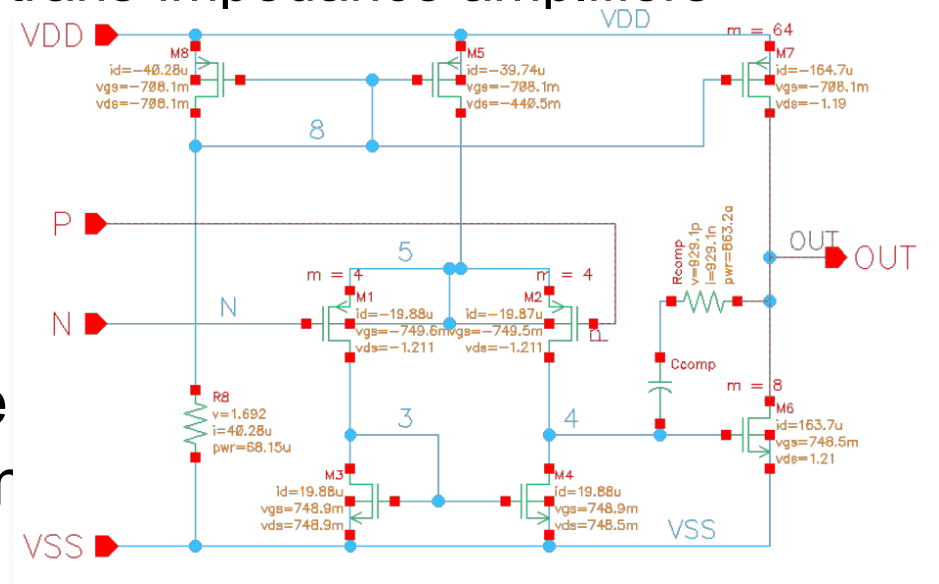 trans-impedance amplifiers
VDD
VDD
m = 64
M8
id=-40.28u
vgs=-708.1m
vds=-708.1m
M5
id=-39.74u
vgs=-708.1m
vds=-440.5m
M7
id=-164.7u
vgs=-708.1m
vds=-1.19
8
P
5
m = 4
m = 4
N
N
M1
id=-19.88u
vgs=-749.6m
vds=-1.211
M2
id=-19.87u
vgs=-749.5m
vds=-1.211
Rcomp
v=929.1p
i=929.1n
pwr=863.2a
OUT
OUT
Ccomp
m = 8
M6
id=163.7u
vgs=748.5m
vds=1.21
R8
v=1.692
i=40.28u
pwr=68.15u
3
4
M3
id=19.88u
vgs=748.9m
vds=748.9m
M4
id=19.88u
vgs=748.9m
vds=748.5m
VSS
VSS